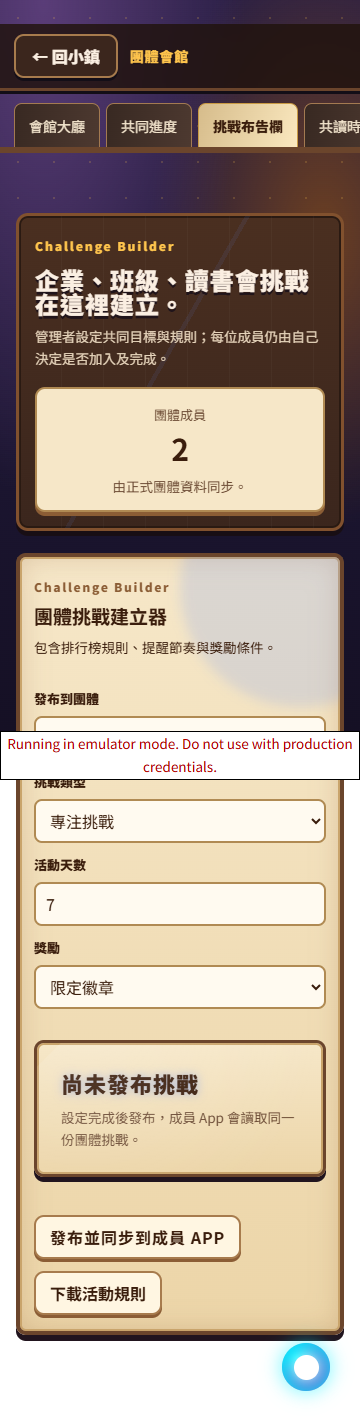 ← 回小鎮
團體會館
會館大廳
共同進度
挑戰布告欄
共讀時
Challenge Builder
企業、班級、讀書會挑戰
在這裡建立。
管理者設定共同目標與規則；每位成員仍由自己
決定是否加入及完成。
團體成員
2
由正式團體資料同步。
Challenge Builder
團體挑戰建立器
包含排行榜規則、提醒節奏與獎勵條件。
發布到團體
Running in emulator mode. Do not use with production
credentials.
挑戰類型
專注挑戰
活動天數
7
獎勵
限定徽章
尚未發布挑戰
設定完成後發布，成員 App 會讀取同一
份團體挑戰。
發布並同步到成員 APP
下載活動規則